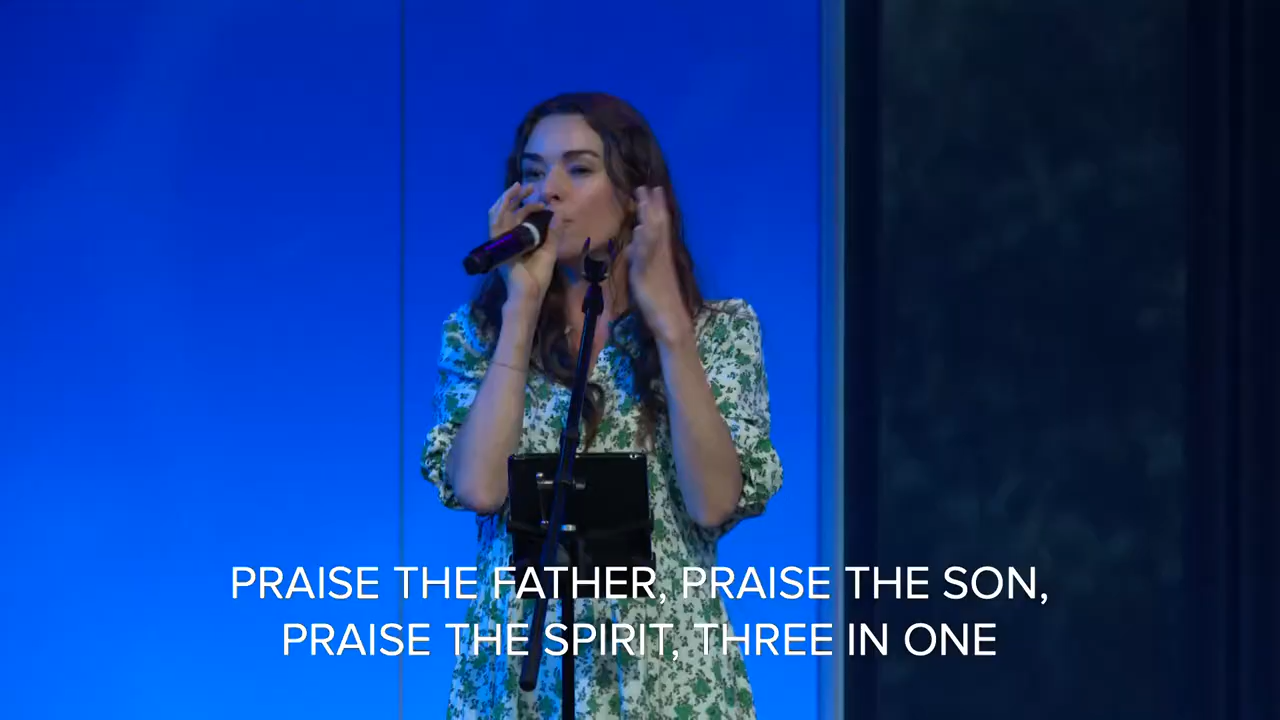 PRAISE THE FATHER, PRAISE THE SON,
PRAISE THE SPIRIT, THREE IN ONE